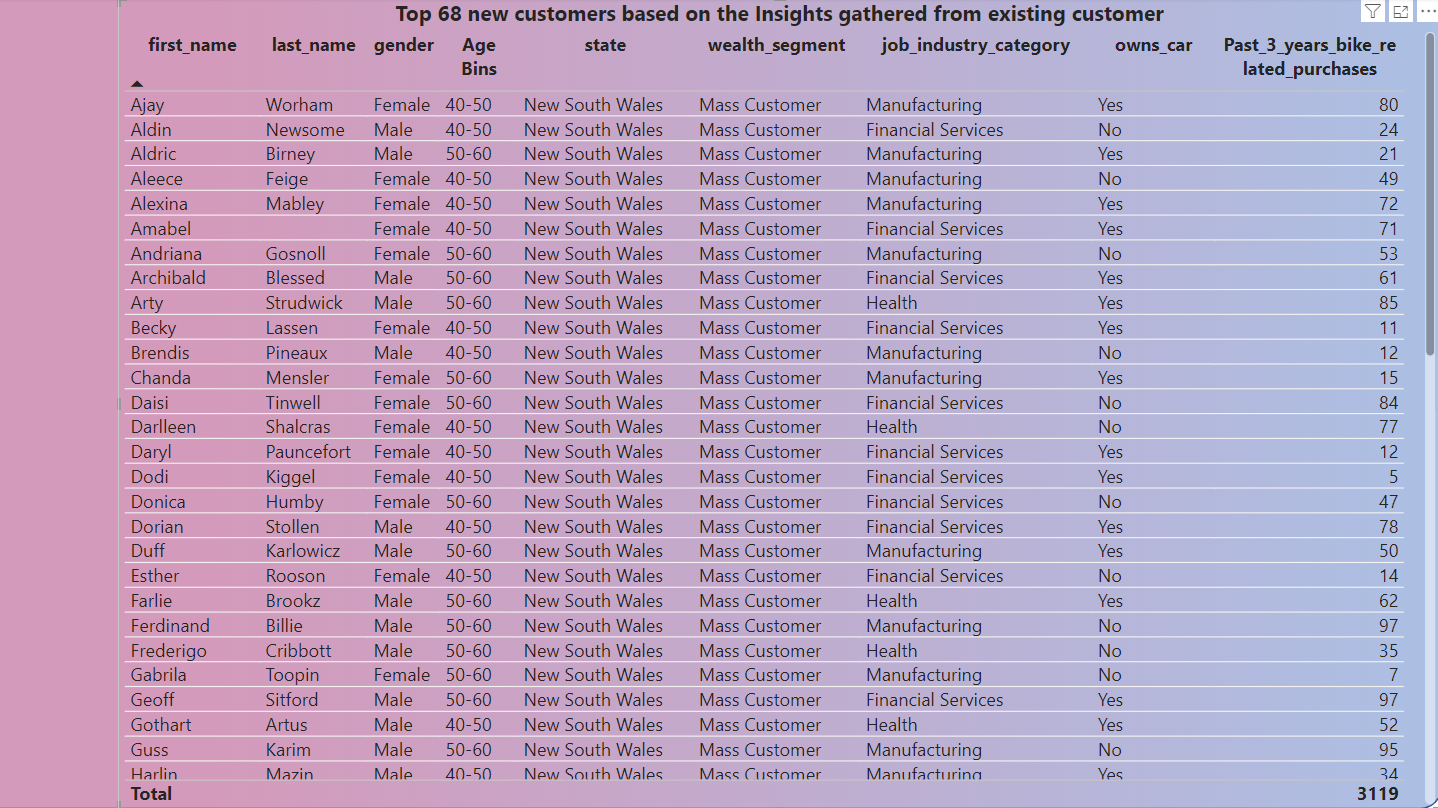 Top 68 new customers based on the Insights gathered from existing customer
first_name last_name gender Age Bins state wealth_segment job_industry_category owns_car Past_3_years_bike_related_purchases
Ajay Worham Female 40-50 New South Wales Mass Customer Manufacturing Yes 80
Aldin Newsome Male 40-50 New South Wales Mass Customer Financial Services No 24
Aldric Birney Male 50-60 New South Wales Mass Customer Manufacturing Yes 21
Aleece Feige Female 40-50 New South Wales Mass Customer Manufacturing No 49
Alexina Mabley Female 40-50 New South Wales Mass Customer Manufacturing Yes 72
Amabel Female 40-50 New South Wales Mass Customer Financial Services Yes 71
Andriana Gosnoll Female 50-60 New South Wales Mass Customer Manufacturing No 53
Archibald Blessed Male 50-60 New South Wales Mass Customer Financial Services Yes 61
Arty Strudwick Male 50-60 New South Wales Mass Customer Health Yes 85
Becky Lassen Female 40-50 New South Wales Mass Customer Financial Services Yes 11
Brendis Pineaux Male 40-50 New South Wales Mass Customer Manufacturing No 12
Chanda Mensler Female 50-60 New South Wales Mass Customer Manufacturing Yes 15
Daisi Tinwell Female 50-60 New South Wales Mass Customer Financial Services No 84
Darlleen Shalcras Female 40-50 New South Wales Mass Customer Health No 77
Daryl Pauncefort Female 40-50 New South Wales Mass Customer Financial Services Yes 12
Dodi Kiggel Female 40-50 New South Wales Mass Customer Financial Services Yes 5
Donica Humby Female 50-60 New South Wales Mass Customer Financial Services No 47
Dorian Stollen Male 40-50 New South Wales Mass Customer Financial Services Yes 78
Duff Karlowicz Male 50-60 New South Wales Mass Customer Manufacturing Yes 50
Esther Rooson Female 40-50 New South Wales Mass Customer Financial Services No 14
Farlie Brookz Male 50-60 New South Wales Mass Customer Health Yes 62
Ferdinand Billie Male 50-60 New South Wales Mass Customer Manufacturing No 97
Frederigo Cribbott Male 50-60 New South Wales Mass Customer Health No 35
Gabrila Toopin Female 50-60 New South Wales Mass Customer Manufacturing No 7
Geoff Sitford Male 50-60 New South Wales Mass Customer Financial Services Yes 97
Gothart Artus Male 40-50 New South Wales Mass Customer Health Yes 52
Guss Karim Male 50-60 New South Wales Mass Customer Manufacturing No 95
Harlin Mazin Male 40-50 New South Wales Mass Customer Manufacturing Yes 34
Total 3119